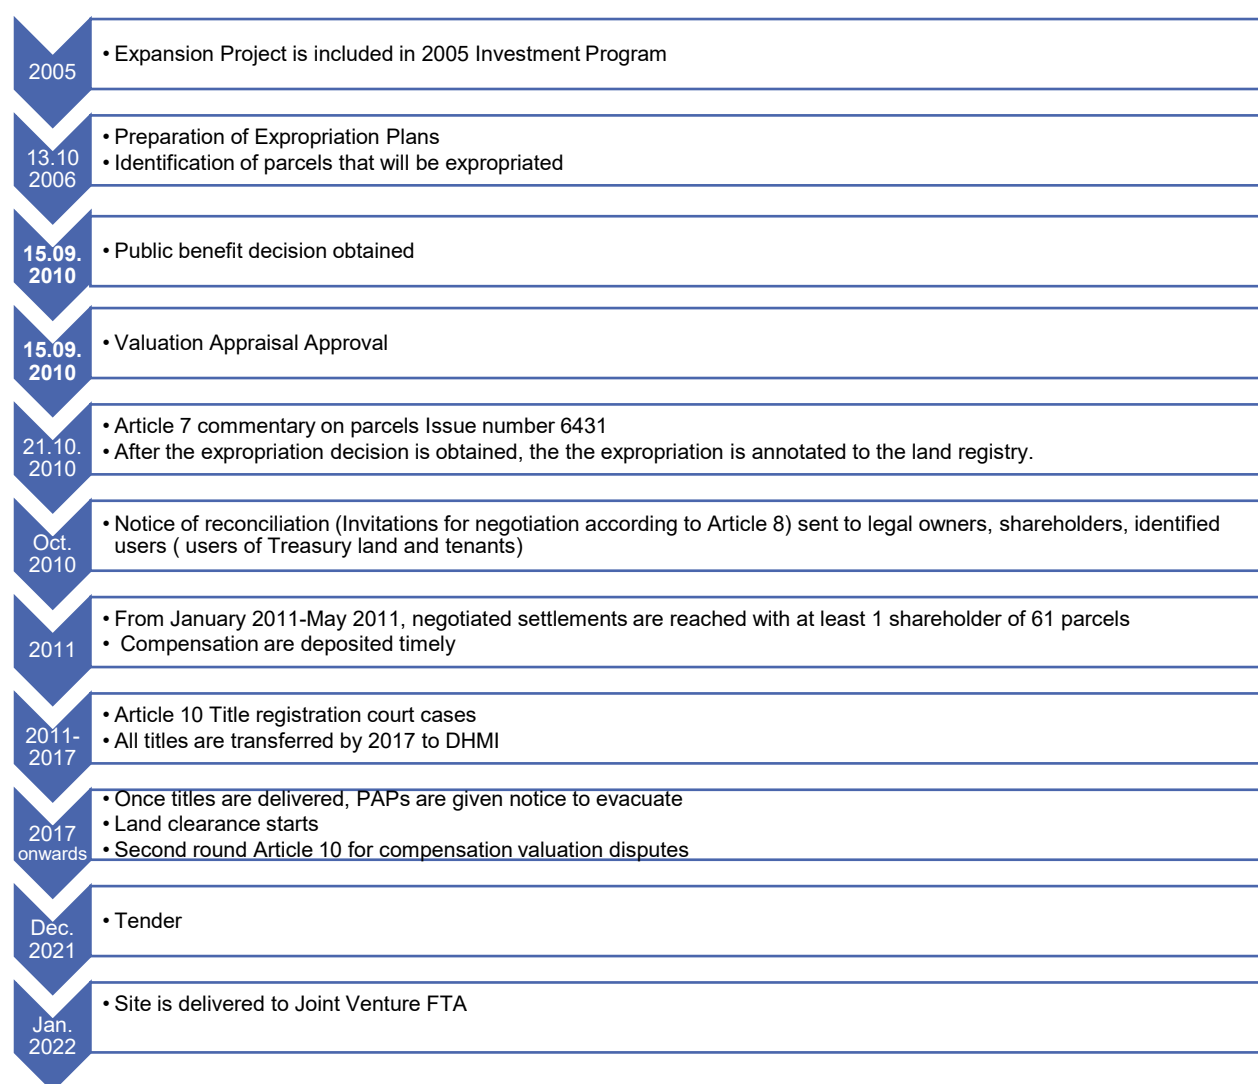 2005
• Expansion Project is included in 2005 Investment Program
13.10
2006
• Preparation of Expropriation Plans
• Identification of parcels that will be expropriated
15.09.
2010
• Public benefit decision obtained
15.09.
2010
• Valuation Appraisal Approval
21.10.
2010
• Article 7 commentary on parcels Issue number 6431
• After the expropriation decision is obtained, the the expropriation is annotated to the land registry.
Oct.
2010
• Notice of reconciliation (Invitations for negotiation according to Article 8) sent to legal owners, shareholders, identified
users ( users of Treasury land and tenants)
2011
• From January 2011-May 2011, negotiated settlements are reached with at least 1 shareholder of 61 parcels
• Compensation are deposited timely
2011-
2017
• Article 10 Title registration court cases
• All titles are transferred by 2017 to DHMI
2017
onwards
• Once titles are delivered, PAPs are given notice to evacuate
• Land clearance starts
• Second round Article 10 for compensation valuation disputes
Dec.
2021
• Tender
Jan.
2022
• Site is delivered to Joint Venture FTA